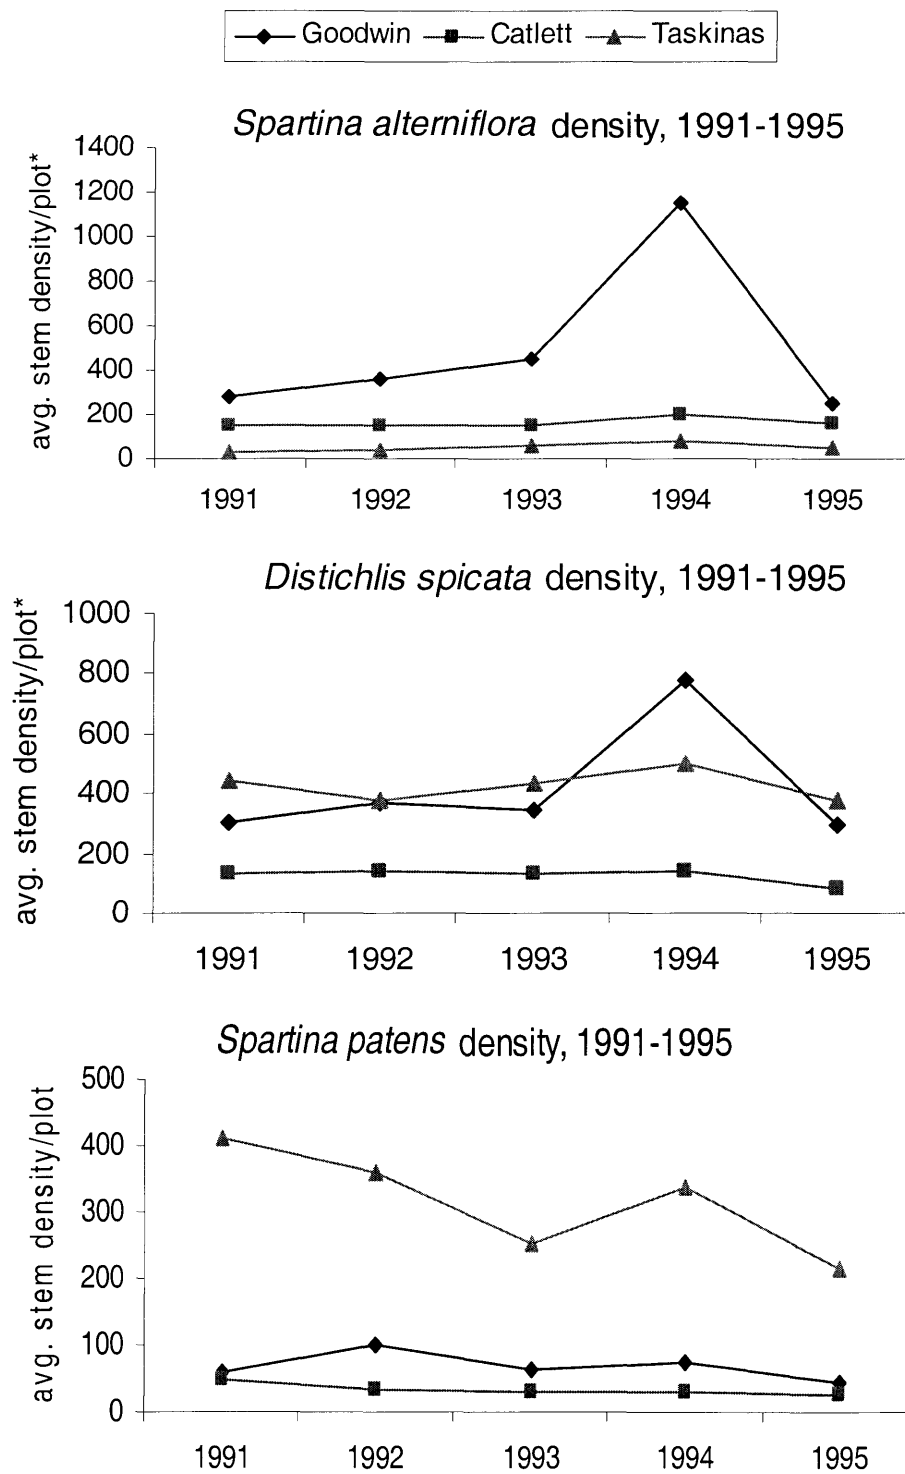 Goodwin Catlett Taskinas
Spartina alterniflora density, 1991-1995
avg. stem density/plot*
1400
1200
1000
800
600
400
200
0
1991 1992 1993 1994 1995
Distichlis spicata density, 1991-1995
avg. stem density/plot*
1000
800
600
400
200
0
1991 1992 1993 1994 1995
Spartina patens density, 1991-1995
avg. stem density/plot
500
400
300
200
100
0
1991 1992 1993 1994 1995